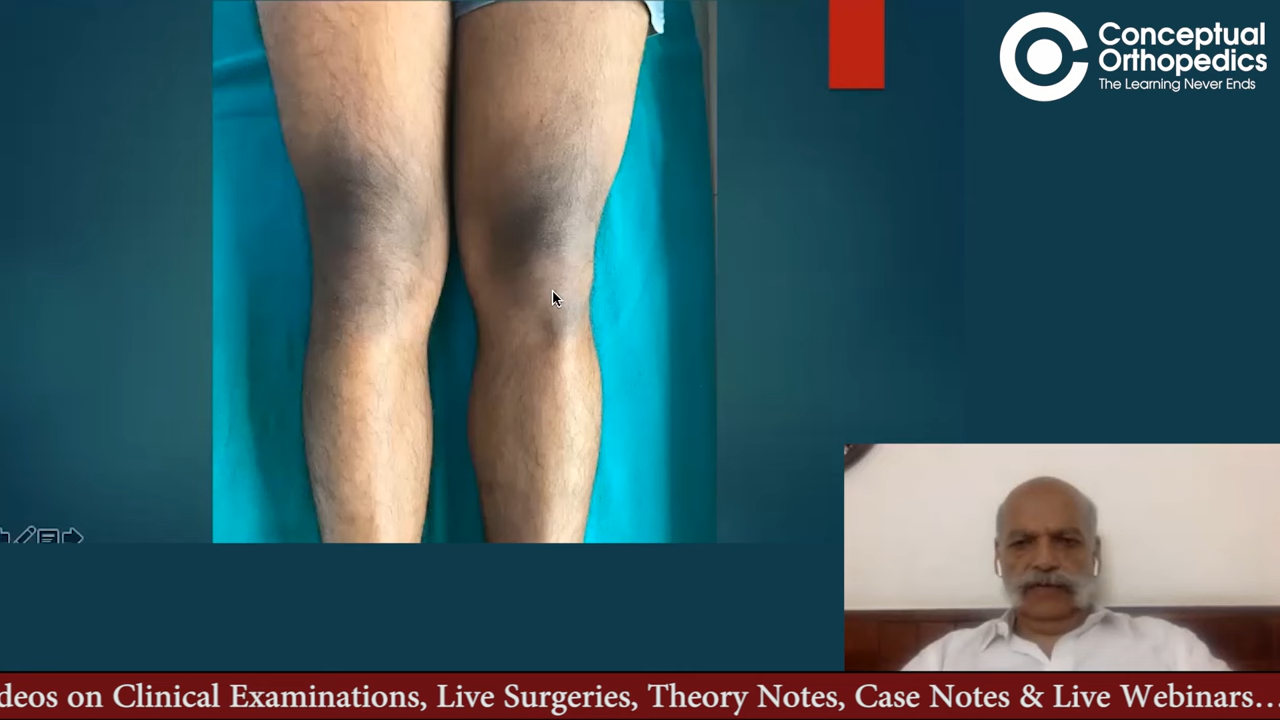 Conceptual
Orthopedics
The Learning Never Ends
deos on Clinical Examinations, Live Surgeries, Theory Notes, Case Notes & Live Webinars...